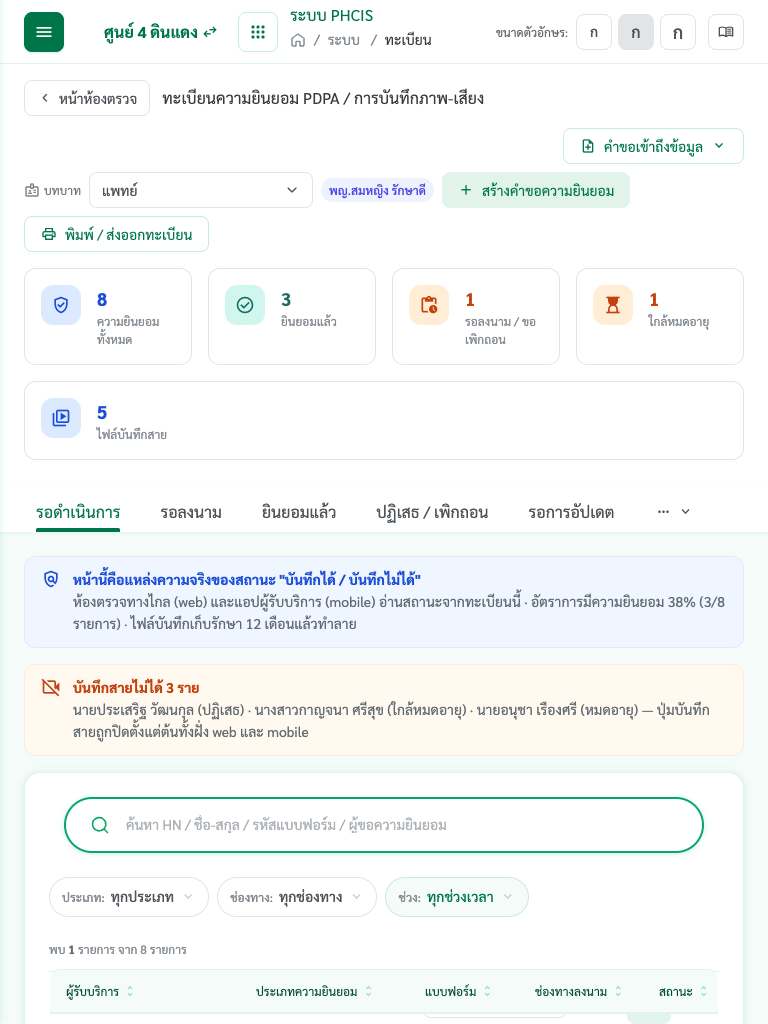 ศูนย์ 4 ดินแดง
ระบบ PHCIS
/ ระบบ / ทะเบียน
ขนาดตัวอักษร: ก ก ก
หน้าห้องตรวจ
ทะเบียนความยินยอม PDPA / การบันทึกภาพ-เสียง
คำขอเข้าถึงข้อมูล
บทบาท แพทย์ พญ.สมหญิง รักษาดี + สร้างคำขอความยินยอม
พิมพ์ / ส่งออกทะเบียน
8
ความยินยอม
ทั้งหมด
3
ยินยอมแล้ว
1
รอลงนาม / ขอ
เพิกถอน
1
ใกล้หมดอายุ
5
ไฟล์บันทึกสาย
รอดำเนินการ รอลงนาม ยินยอมแล้ว ปฏิเสธ / เพิกถอน รอการอัปเดต ...
หน้านี้คือแหล่งความจริงของสถานะ "บันทึกได้ / บันทึกไม่ได้"
ห้องตรวจทางไกล (web) และแอปผู้รับบริการ (mobile) อ่านสถานะจากทะเบียนนี้ · อัตราการมีความยินยอม 38% (3/8
รายการ) · ไฟล์บันทึกเก็บรักษา 12 เดือนแล้วทำลาย
บันทึกสายไม่ได้ 3 ราย
นายประเสริฐ วัฒนกุล (ปฏิเสธ) · นางสาวกาญจนา ศรีสุข (ใกล้หมดอายุ) · นายอนุชา เรืองศรี (หมดอายุ) — ปุ่มบันทึก
สายถูกปิดตั้งแต่ต้นทั้งฝั่ง web และ mobile
ค้นหา HN / ชื่อ-สกุล / รหัสแบบฟอร์ม / ผู้ขอความยินยอม
ประเภท: ทุกประเภท ช่องทาง: ทุกช่องทาง ช่วง: ทุกช่วงเวลา
พบ 1 รายการ จาก 8 รายการ
ผู้รับบริการ ประเภทความยินยอม แบบฟอร์ม ช่องทางลงนาม สถานะ